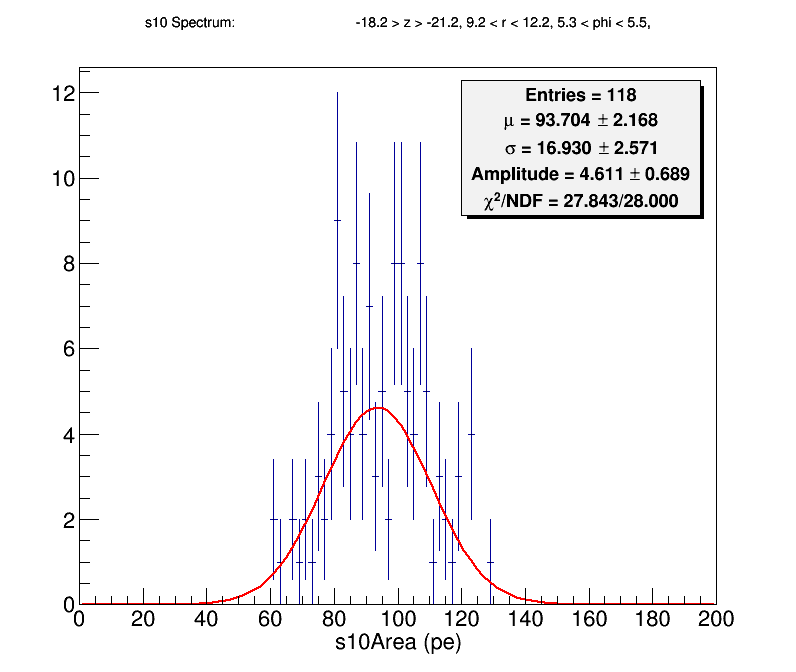 s10 Spectrum: -18.2 > z > -21.2, 9.2 < r < 12.2, 5.3 < phi < 5.5,
Entries = 118
μ = 93.704 ± 2.168
σ = 16.930 ± 2.571
Amplitude = 4.611 ± 0.689
χ²/NDF = 27.843/28.000
12
10
8
6
4
2
0
0 20 40 60 80 100 120 140 160 180 200
s10Area (pe)